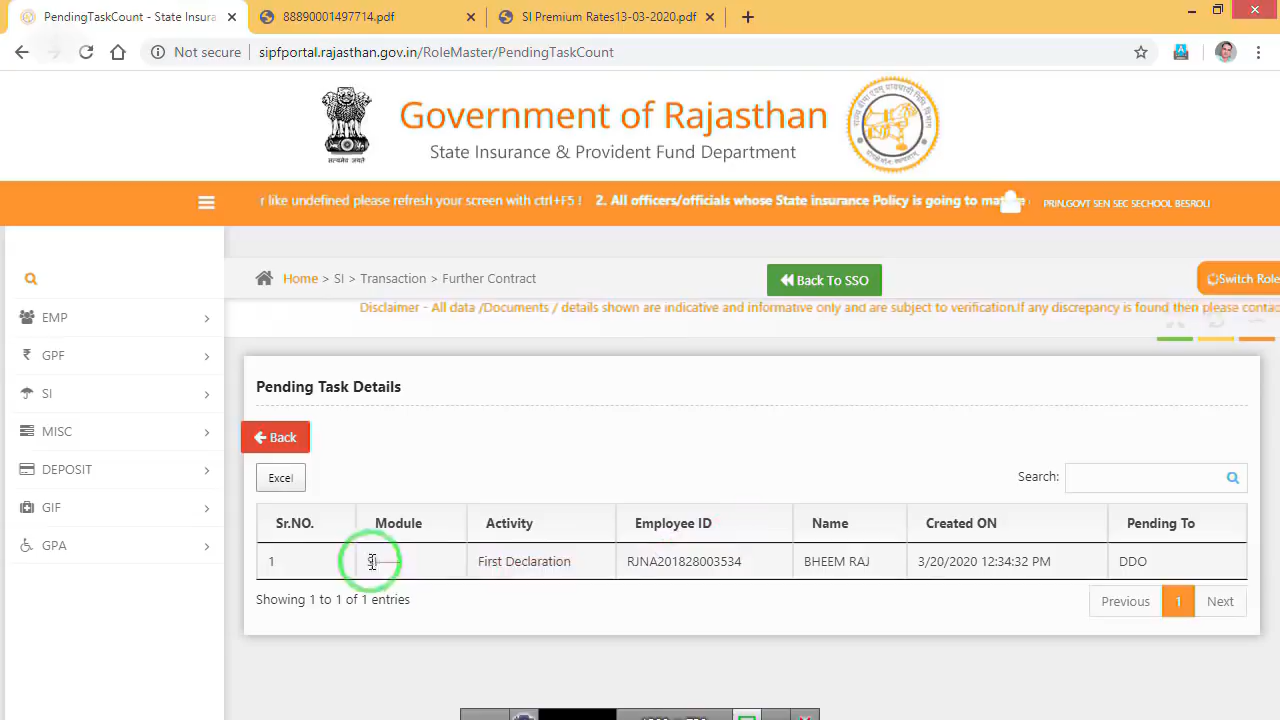 PendingTaskCount - State Insura
88890001497714.pdf
SI Premium Rates13-03-2020.pdf
Not secure
sipfportal.rajasthan.gov.in/RoleMaster/PendingTaskCount
Government of Rajasthan
State Insurance & Provident Fund Department
सत्यमेव जयते
r like undefined please refresh your screen with ctrl+F5 ! 2. All officers/officials whose State insurance Policy is going to mat
PRIN.GOVT SEN SEC SECHOOL BESROLI
Home > SI > Transaction > Further Contract
Back To SSO
Switch Role
Disclaimer - All data /Documents / details shown are indicative and informative only and are subject to verification.If any discrepancy is found then please contac
EMP
GPF
SI
MISC
DEPOSIT
GIF
GPA
Pending Task Details
Back
Excel
Search:
Sr.NO. Module Activity Employee ID Name Created ON Pending To
1 First Declaration RJNA201828003534 BHEEM RAJ 3/20/2020 12:34:32 PM DDO
Showing 1 to 1 of 1 entries
Previous 1 Next